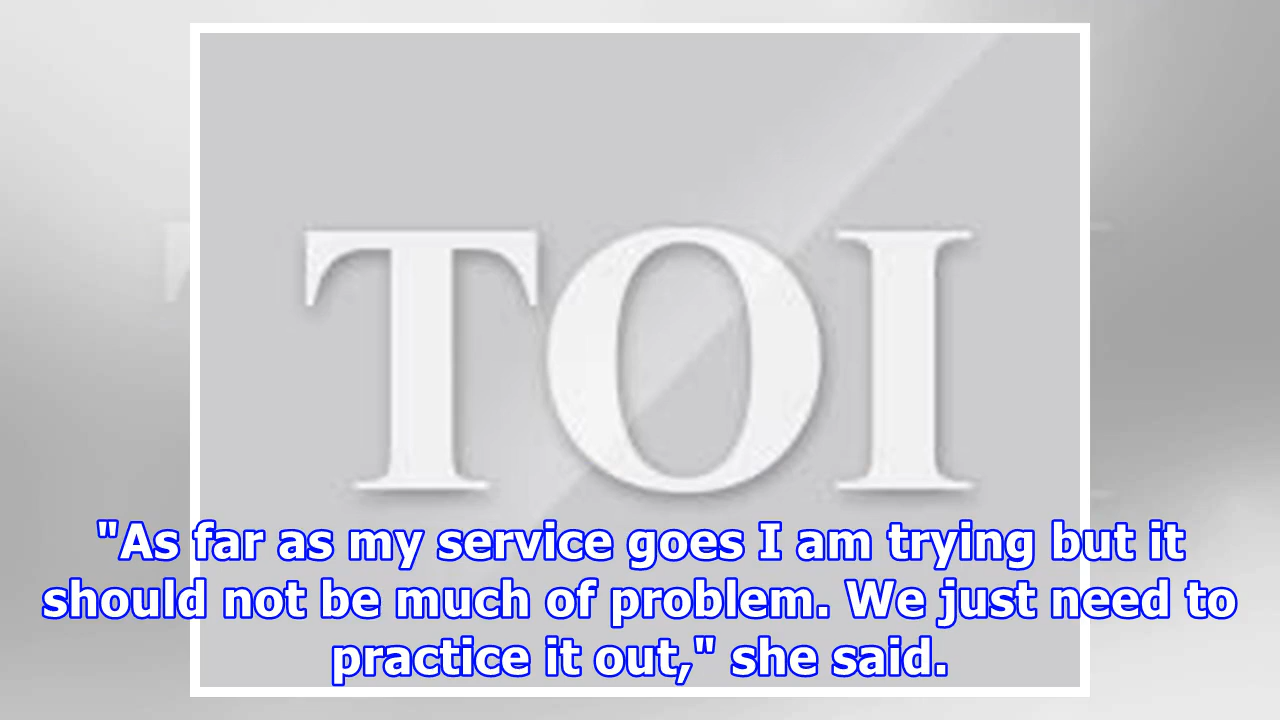 TOI
"As far as my service goes I am trying but it
should not be much of problem. We just need to
practice it out," she said.